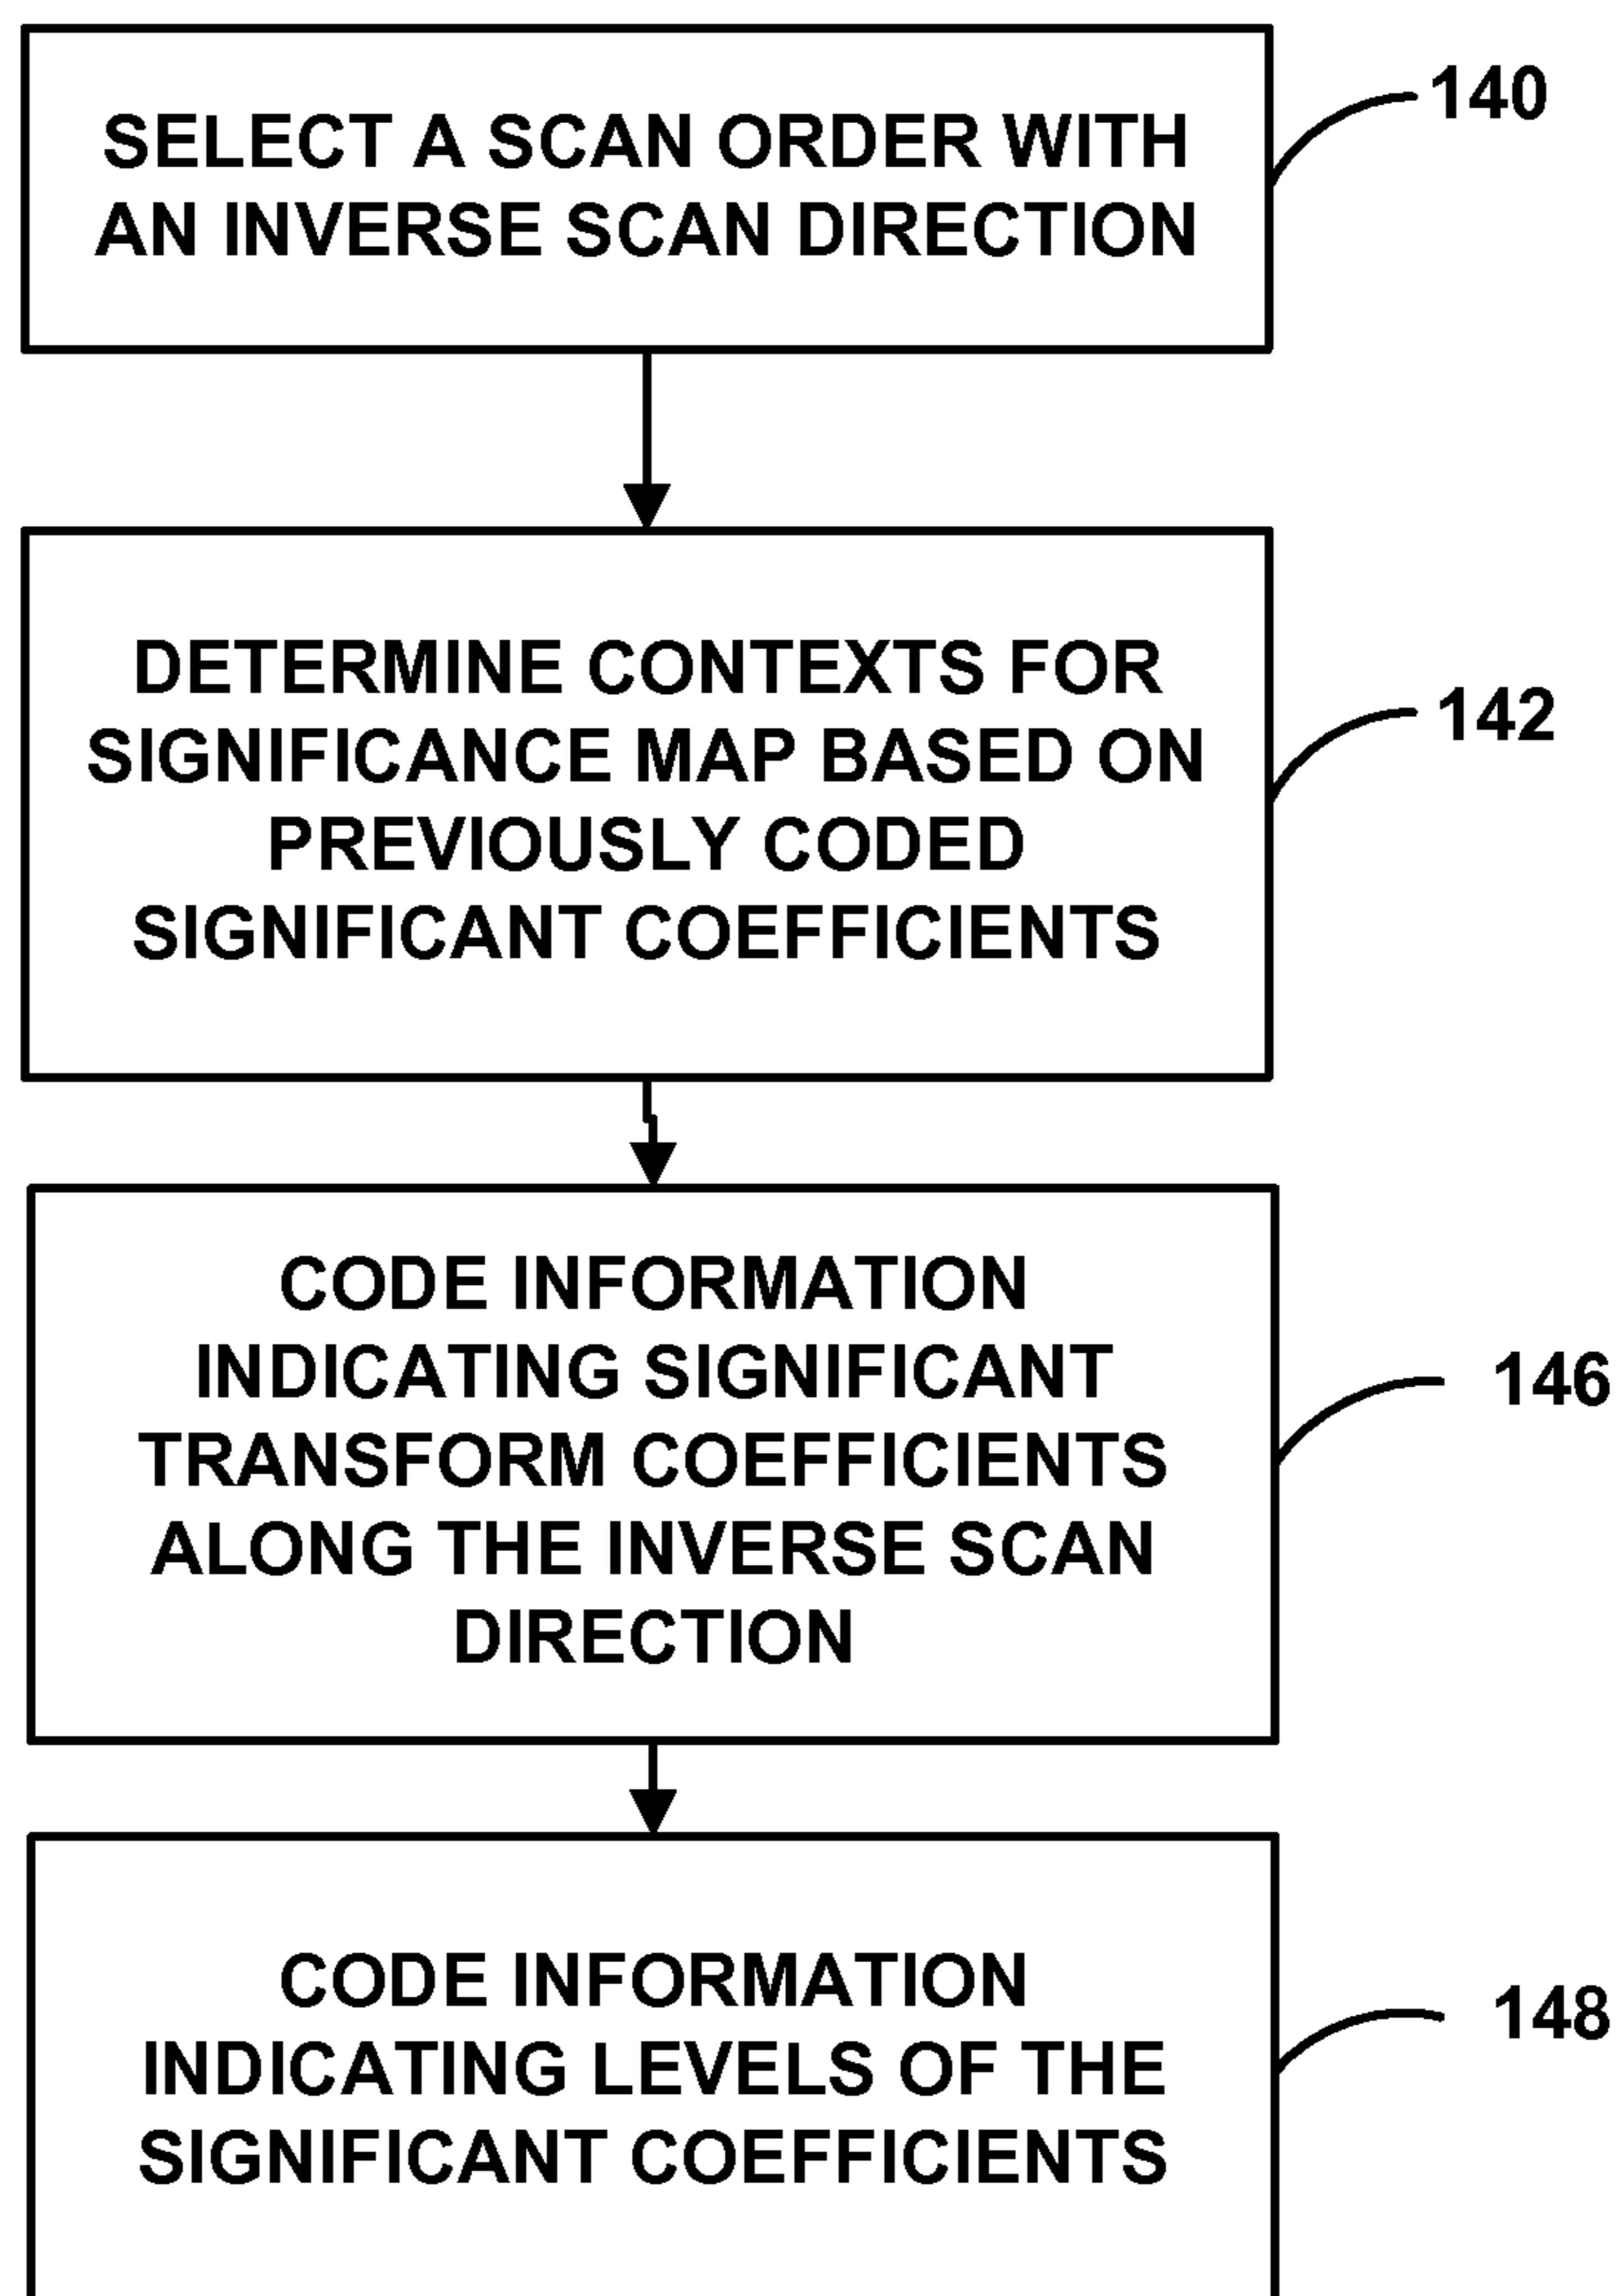 SELECT A SCAN ORDER WITH
AN INVERSE SCAN DIRECTION
140
DETERMINE CONTEXTS FOR
SIGNIFICANCE MAP BASED ON
PREVIOUSLY CODED
SIGNIFICANT COEFFICIENTS
142
CODE INFORMATION
INDICATING SIGNIFICANT
TRANSFORM COEFFICIENTS
ALONG THE INVERSE SCAN
DIRECTION
146
CODE INFORMATION
INDICATING LEVELS OF THE
SIGNIFICANT COEFFICIENTS
148